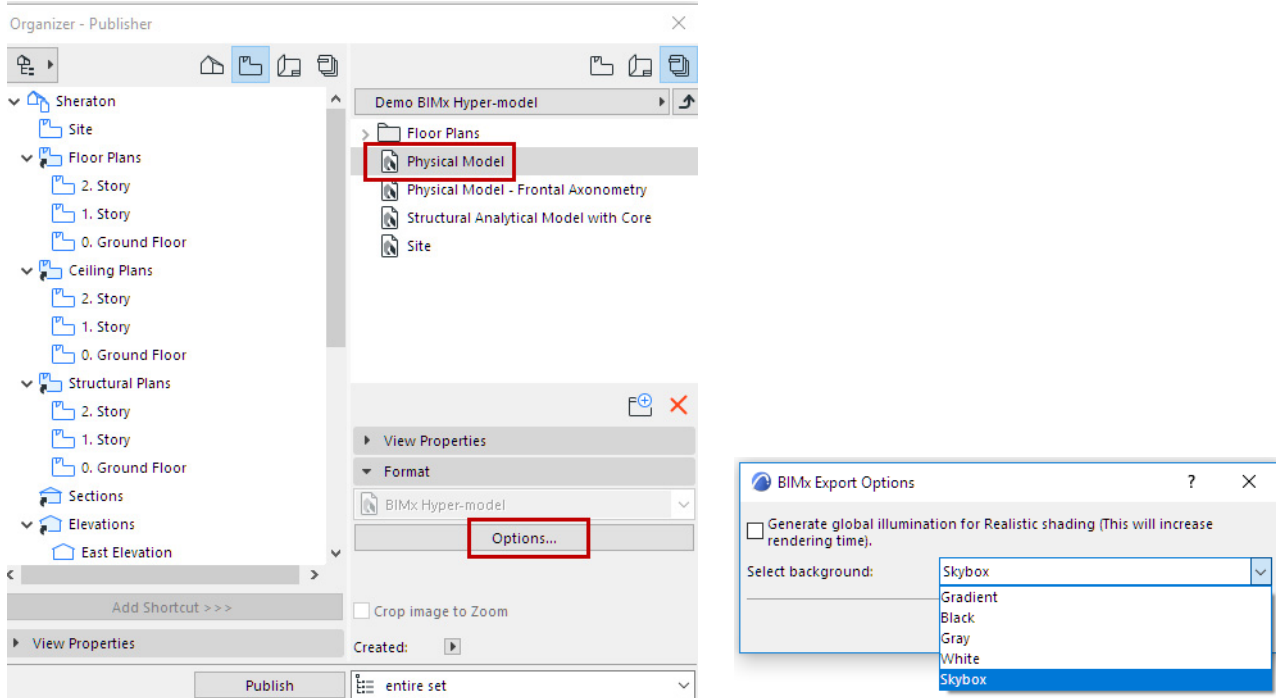 Organizer - Publisher
Sheraton
Site
Floor Plans
2. Story
1. Story
0. Ground Floor
Ceiling Plans
2. Story
1. Story
0. Ground Floor
Structural Plans
2. Story
1. Story
0. Ground Floor
Sections
Elevations
East Elevation
Add Shortcut >>>
View Properties
Publish
Demo BIMx Hyper-model
Floor Plans
Physical Model
Physical Model - Frontal Axonometry
Structural Analytical Model with Core
Site
View Properties
Format
BIMx Hyper-model
Options...
Crop image to Zoom
Created:
entire set
BIMx Export Options
?
Generate global illumination for Realistic shading (This will increase
rendering time).
Select background:
Skybox
Gradient
Black
Gray
White
Skybox